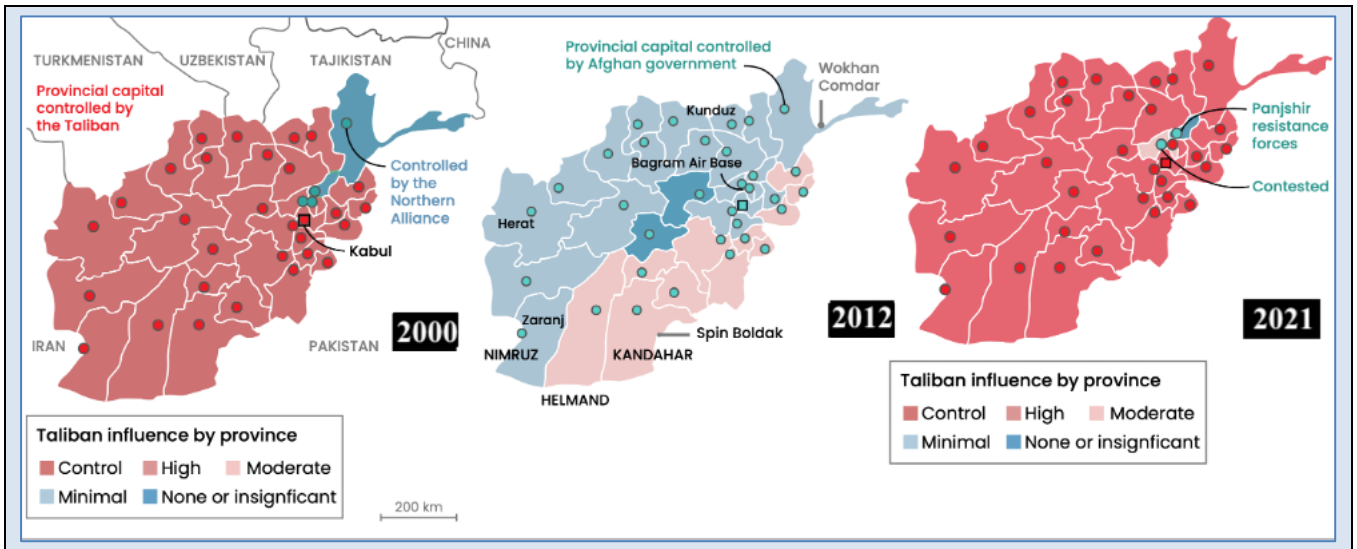 TURKMENISTAN
UZBEKISTAN
TAJIKISTAN
CHINA
Provincial capital
controlled by
the Taliban
Controlled
by the
Northern
Alliance
Kabul
2000
IRAN
PAKISTAN
Taliban influence by province
Control
High
Moderate
Minimal
None or insignficant
200 km
Provincial capital controlled
by Afghan government
Wokhan
Comdar
Kunduz
Bagram Air Base
Herat
Zaranj
NIMRUZ
KANDAHAR
Spin Boldak
HELMAND
2012
Panjshir
resistance
forces
Contested
2021
Taliban influence by province
Control
High
Moderate
Minimal
None or insignficant